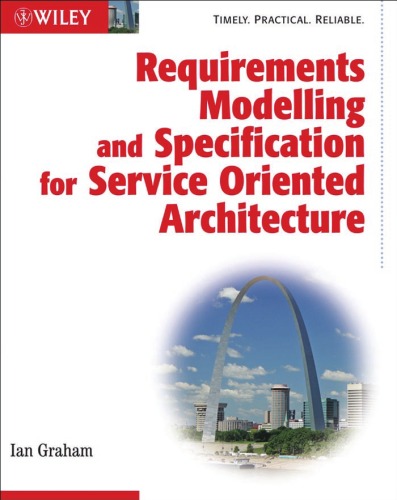 WILEY
TIMELY. PRACTICAL. RELIABLE.
Requirements
Modelling
and Specification
for Service Oriented
Architecture
Ian Graham